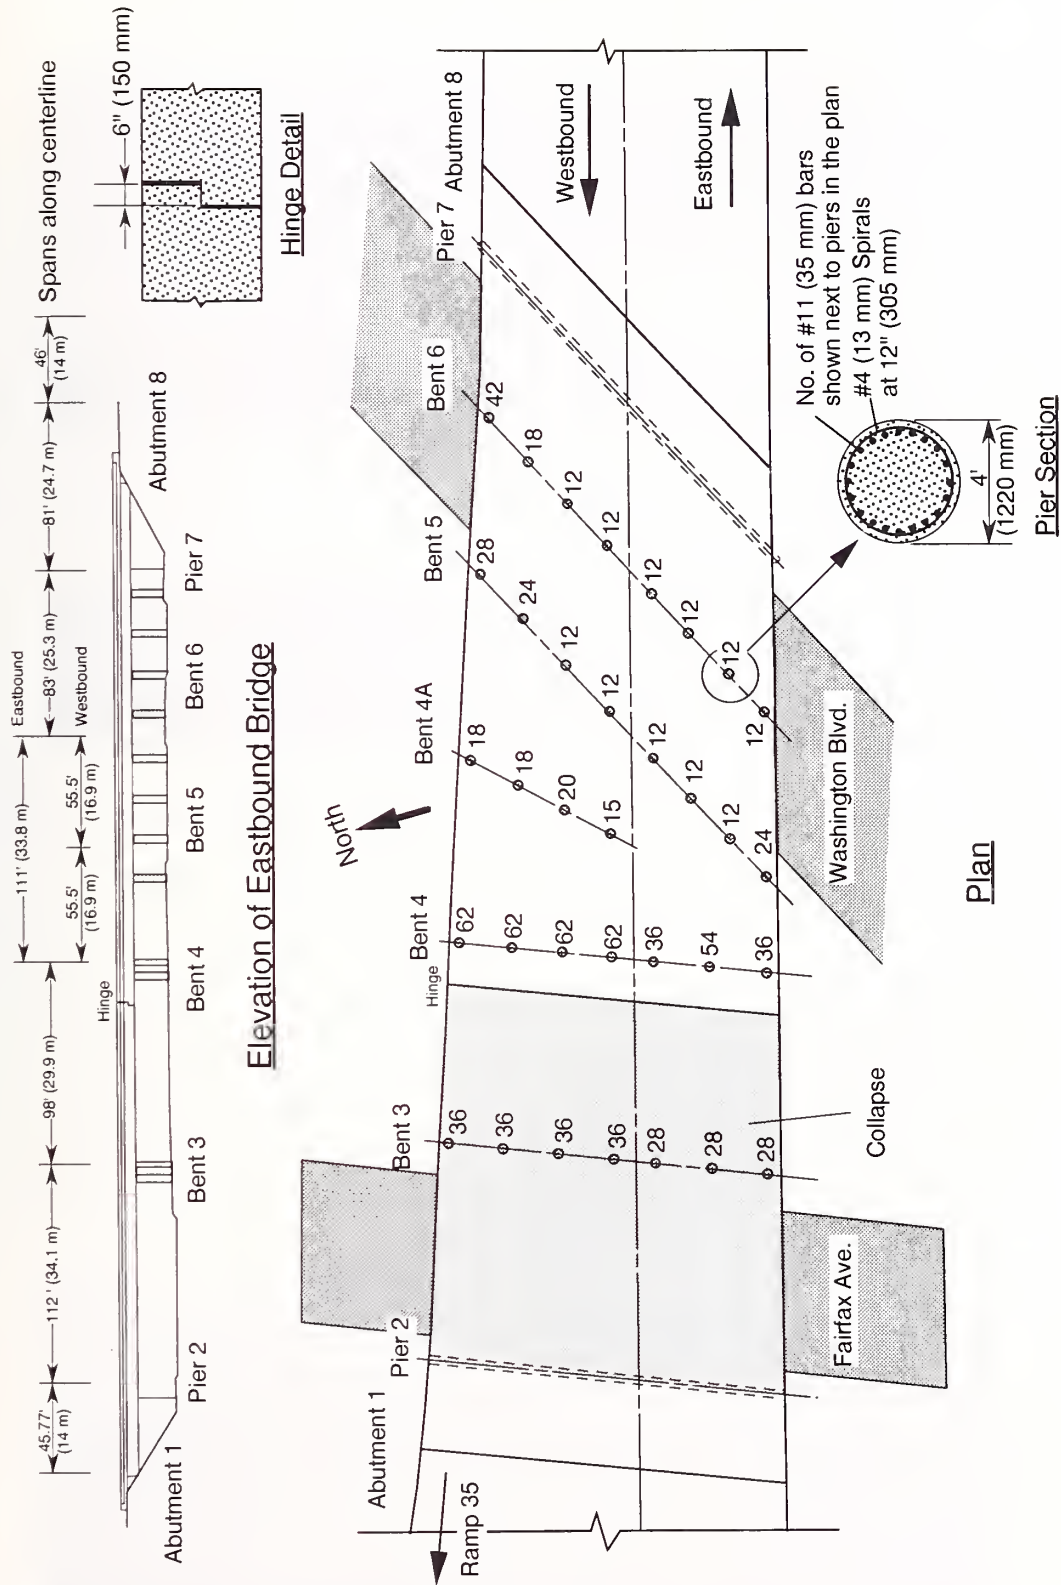 Spans along centerline
45.77'
(14 m)
112 ' (34.1 m)
98' (29.9 m)
111' (33.8 m)
Eastbound
55.5'
(16.9 m)
55.5'
(16.9 m)
Westbound
83' (25.3 m)
81' (24.7 m)
46'
(14 m)
Hinge
Abutment 1
Pier 2
Bent 3
Bent 4
Bent 5
Bent 6
Pier 7
Abutment 8
Elevation of Eastbound Bridge
6" (150 mm)
Hinge Detail
Ramp 35
Abutment 1
Pier 2
Bent 3
Hinge
Bent 4
Bent 4A
Bent 5
Bent 6
Pier 7
Abutment 8
North
Westbound
Eastbound
36
36
36
36
28
28
28
62
62
62
62
36
54
36
18
18
20
15
28
24
12
12
12
12
12
24
42
18
12
12
12
12
12
12
Collapse
Fairfax Ave.
Washington Blvd.
Plan
No. of #11 (35 mm) bars
shown next to piers in the plan
#4 (13 mm) Spirals
at 12" (305 mm)
4'
(1220 mm)
Pier Section